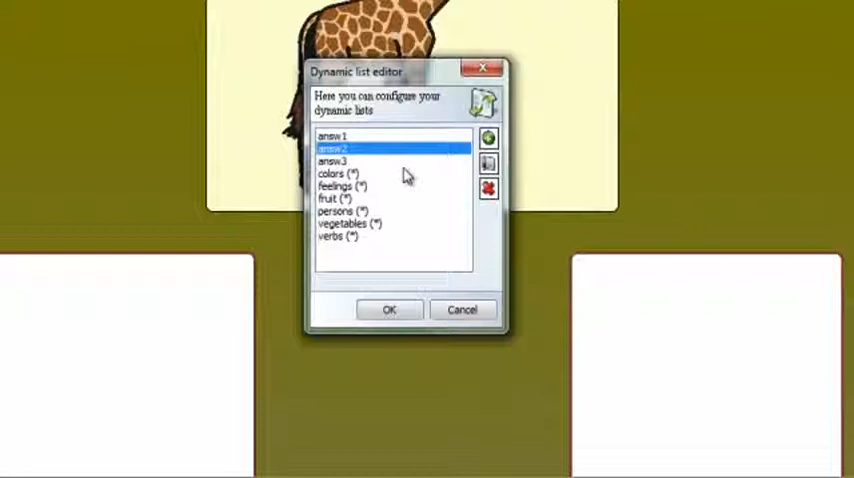 Dynamic list editor
Here you can configure your
dynamic lists
answ1
answ2
answ3
colors (*)
feelings (*)
fruit (*)
persons (*)
vegetables (*)
verbs (*)
OK
Cancel